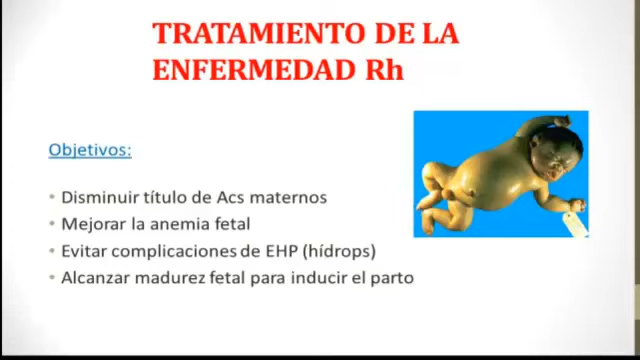 TRATAMIENTO DE LA
ENFERMEDAD Rh
Objetivos:
• Disminuir título de Acs maternos
• Mejorar la anemia fetal
• Evitar complicaciones de EHP (hídrops)
• Alcanzar madurez fetal para inducir el parto